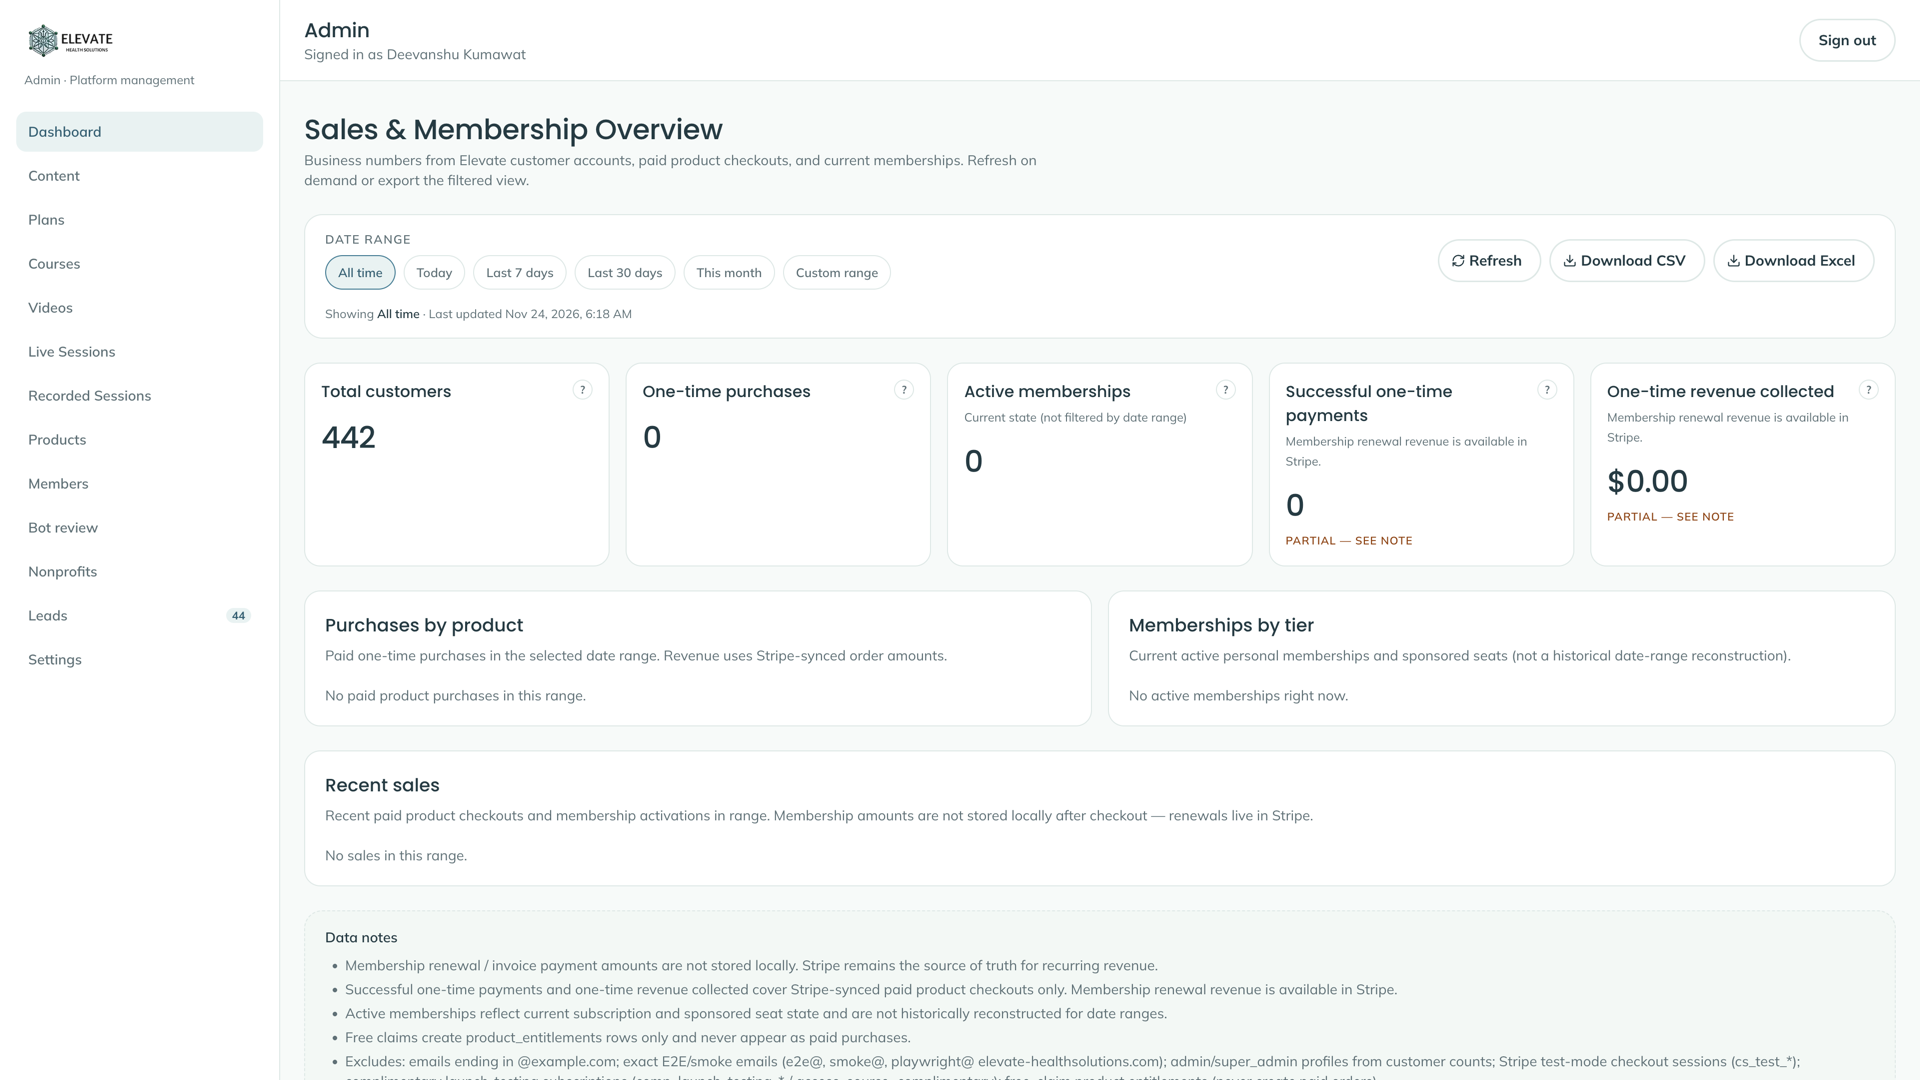 ELEVATE
HEALTH SOLUTIONS
Admin · Platform management
Dashboard
Content
Plans
Courses
Videos
Live Sessions
Recorded Sessions
Products
Members
Bot review
Nonprofits
Leads 44
Settings
Admin
Signed in as Deevanshu Kumawat
Sign out
Sales & Membership Overview
Business numbers from Elevate customer accounts, paid product checkouts, and current memberships. Refresh on
demand or export the filtered view.
DATE RANGE
All time Today Last 7 days Last 30 days This month Custom range
Refresh Download CSV Download Excel
Showing All time · Last updated Nov 24, 2026, 6:18 AM
Total customers ?
442
One-time purchases ?
0
Active memberships ?
Current state (not filtered by date range)
0
Successful one-time ?
payments
Membership renewal revenue is available in
Stripe.
0
PARTIAL — SEE NOTE
One-time revenue collected ?
Membership renewal revenue is available in
Stripe.
$0.00
PARTIAL — SEE NOTE
Purchases by product
Paid one-time purchases in the selected date range. Revenue uses Stripe-synced order amounts.
No paid product purchases in this range.
Memberships by tier
Current active personal memberships and sponsored seats (not a historical date-range reconstruction).
No active memberships right now.
Recent sales
Recent paid product checkouts and membership activations in range. Membership amounts are not stored locally after checkout — renewals live in Stripe.
No sales in this range.
Data notes
• Membership renewal / invoice payment amounts are not stored locally. Stripe remains the source of truth for recurring revenue.
• Successful one-time payments and one-time revenue collected cover Stripe-synced paid product checkouts only. Membership renewal revenue is available in Stripe.
• Active memberships reflect current subscription and sponsored seat state and are not historically reconstructed for date ranges.
• Free claims create product_entitlements rows only and never appear as paid purchases.
• Excludes: emails ending in @example.com; exact E2E/smoke emails (e2e@, smoke@, playwright@ elevate-healthsolutions.com); admin/super_admin profiles from customer counts; Stripe test-mode checkout sessions (cs_test_*);